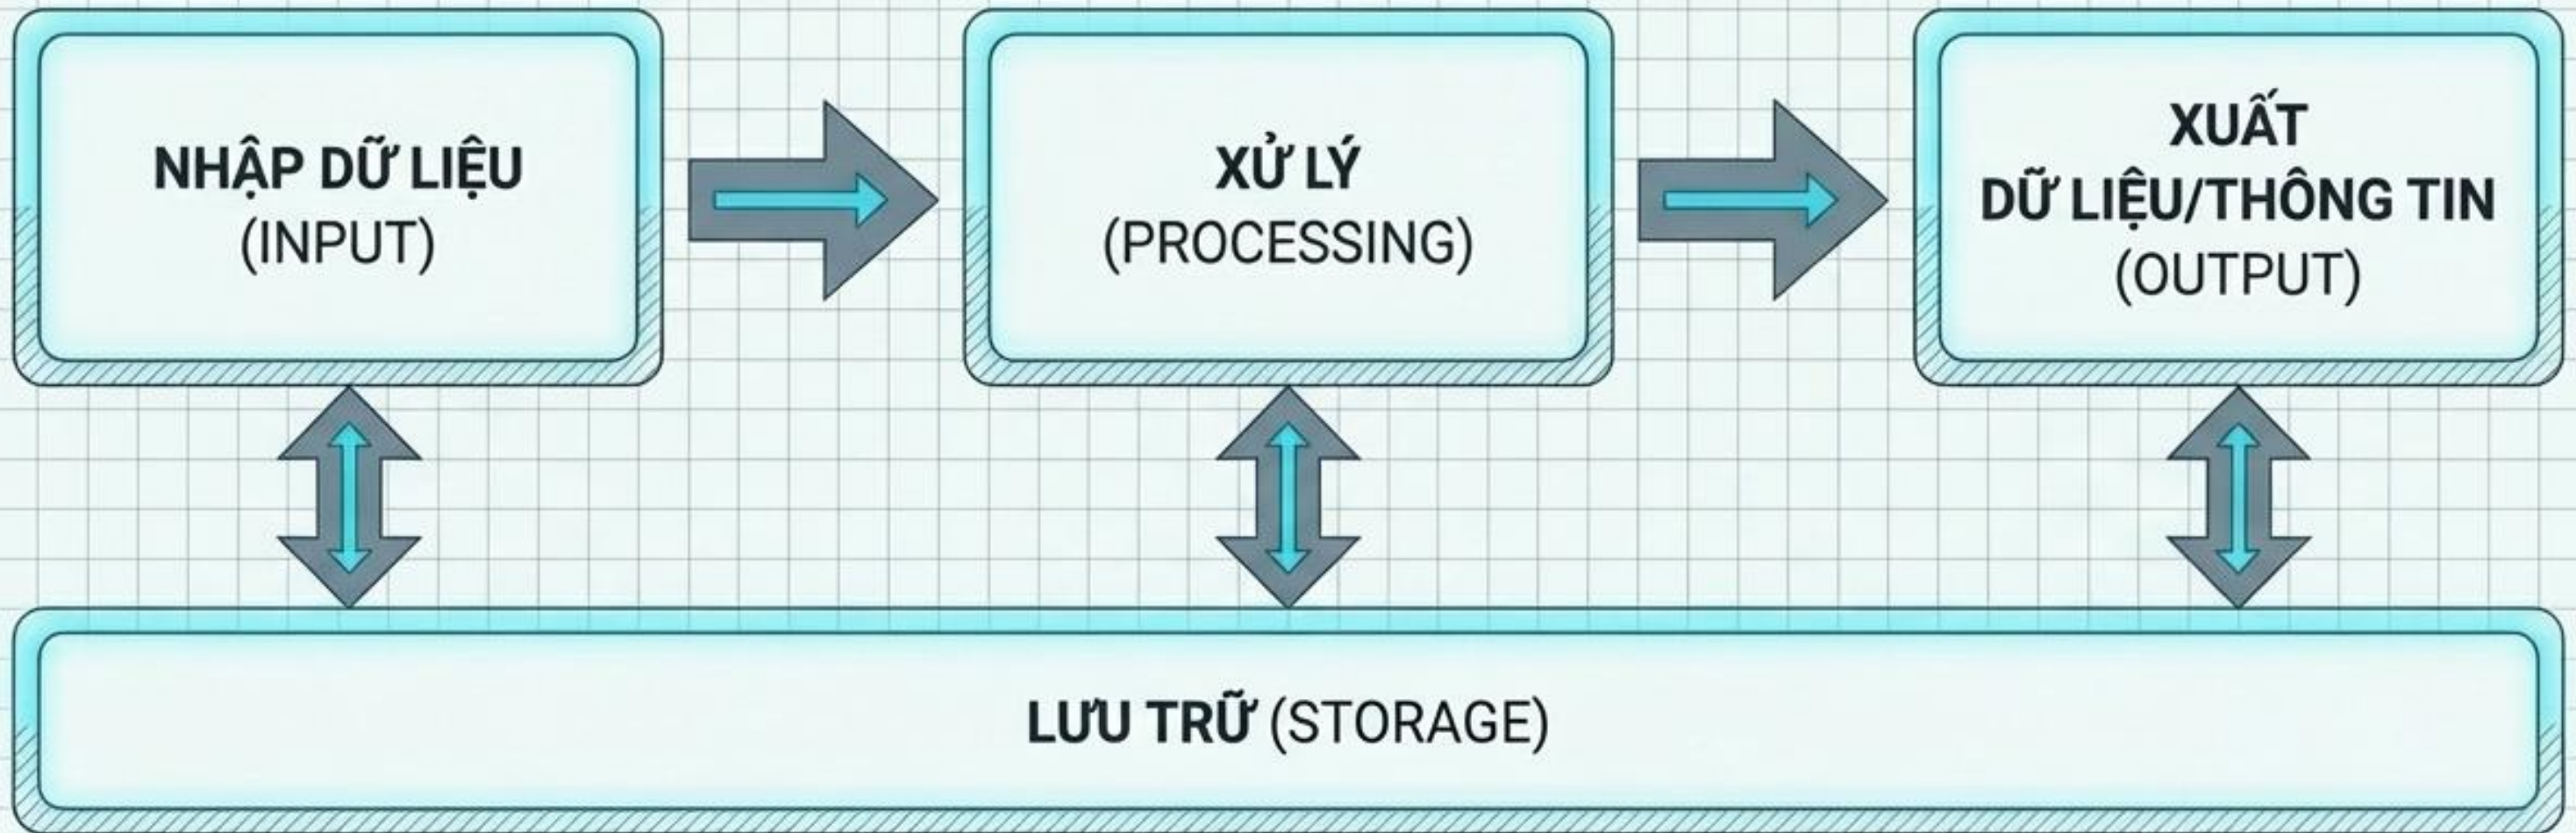 NHẬP DỮ LIỆU
(INPUT)
XỬ LÝ
(PROCESSING)
XUẤT
DỮ LIỆU/THÔNG TIN
(OUTPUT)
LƯU TRỮ (STORAGE)